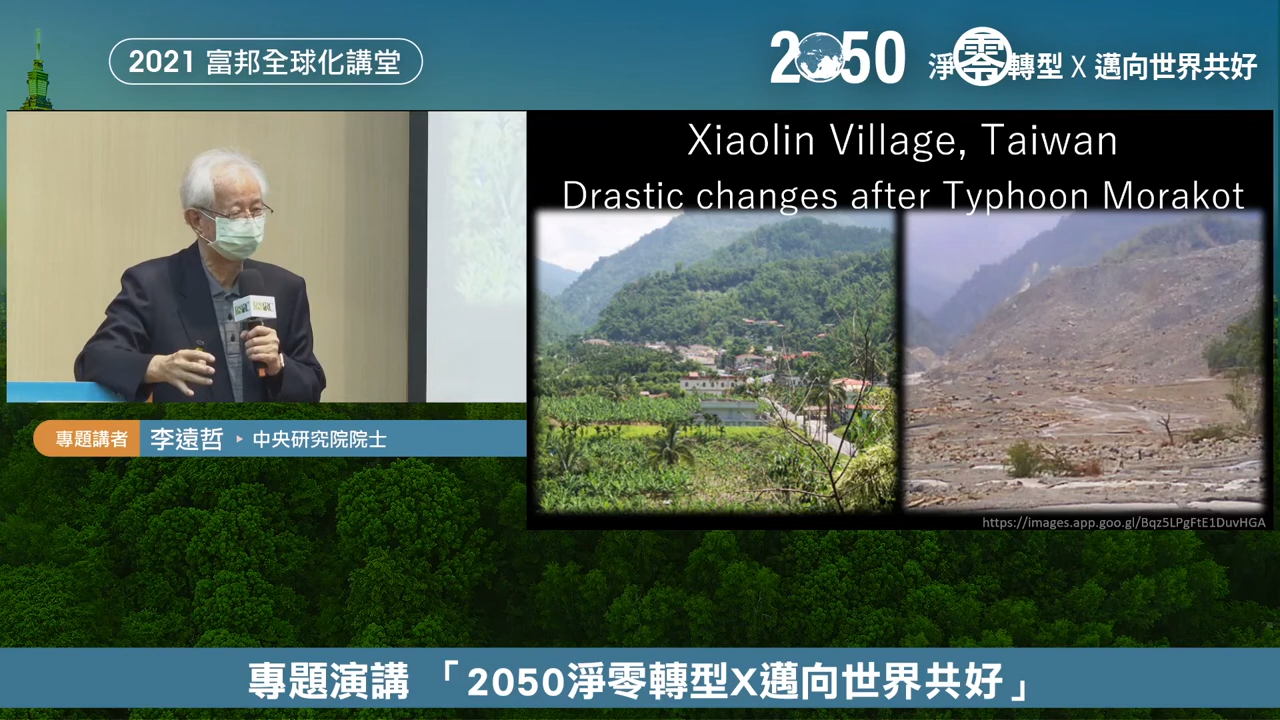 2021 富邦全球化講堂
2050 淨零轉型 X 邁向世界共好
Xiaolin Village, Taiwan
Drastic changes after Typhoon Morakot
https://images.app.goo.gl/Bqz5LPgFtE1DuvHGA
專題講者 李遠哲 ▸ 中央研究院院士
專題演講 「2050淨零轉型X邁向世界共好」